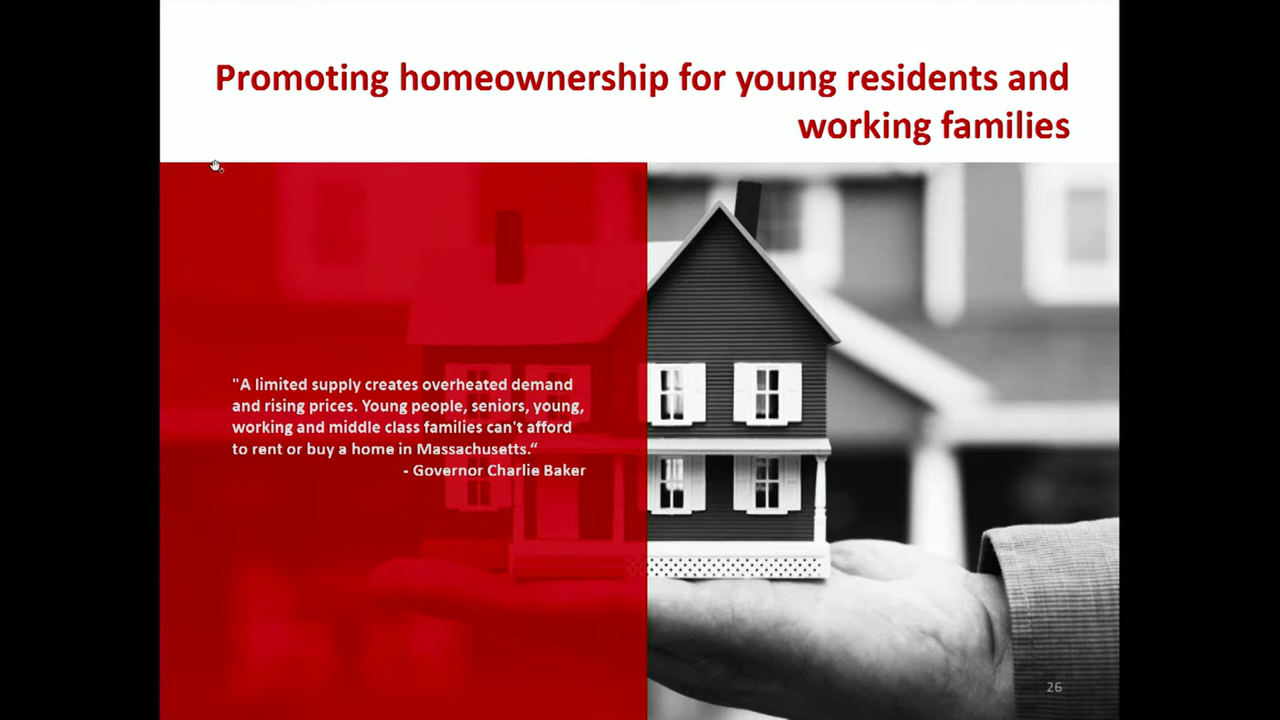 Promoting homeownership for young residents and
working families
"A limited supply creates overheated demand
and rising prices. Young people, seniors, young,
working and middle class families can't afford
to rent or buy a home in Massachusetts.“
- Governor Charlie Baker
26